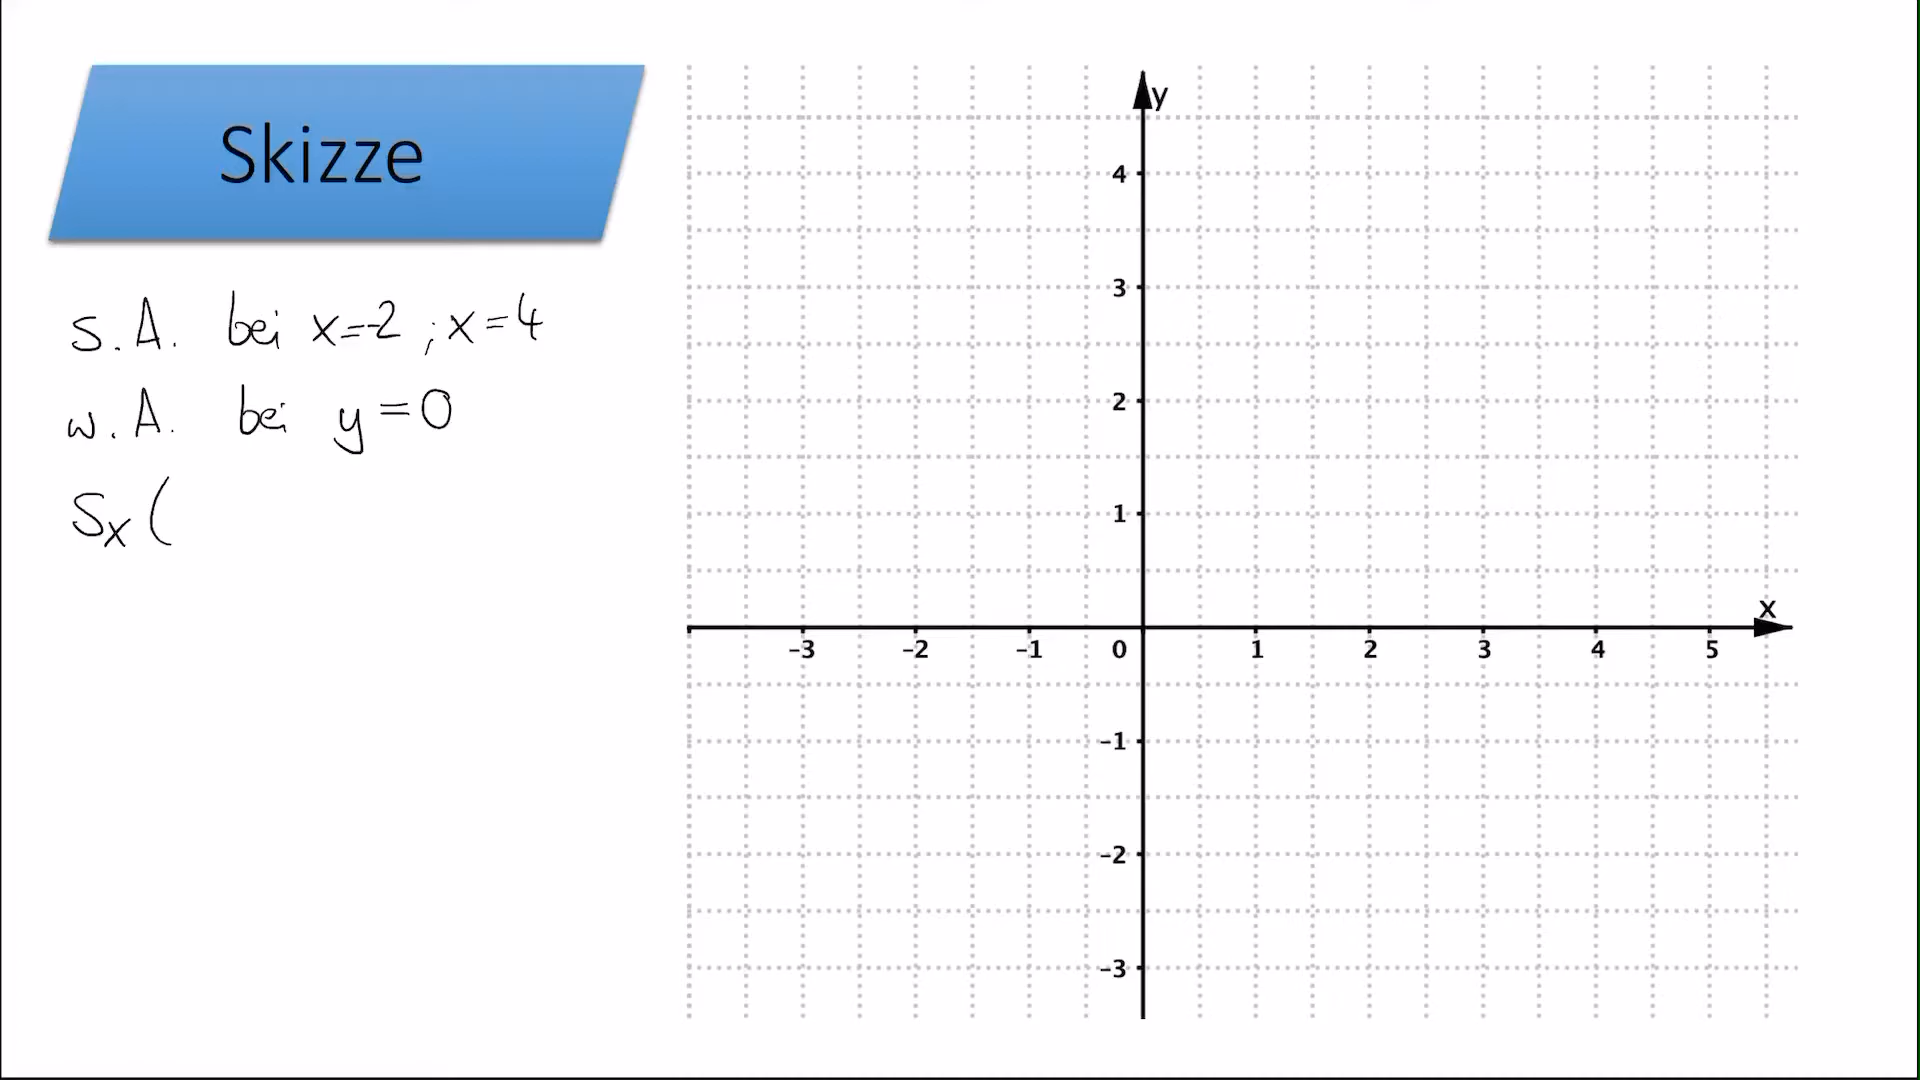 Skizze
s.A. bei x=-2 ; x=4
w.A. bei y=0
Sx (
y
4
3
2
1
x
-3 -2 -1 0 1 2 3 4 5
-1
-2
-3